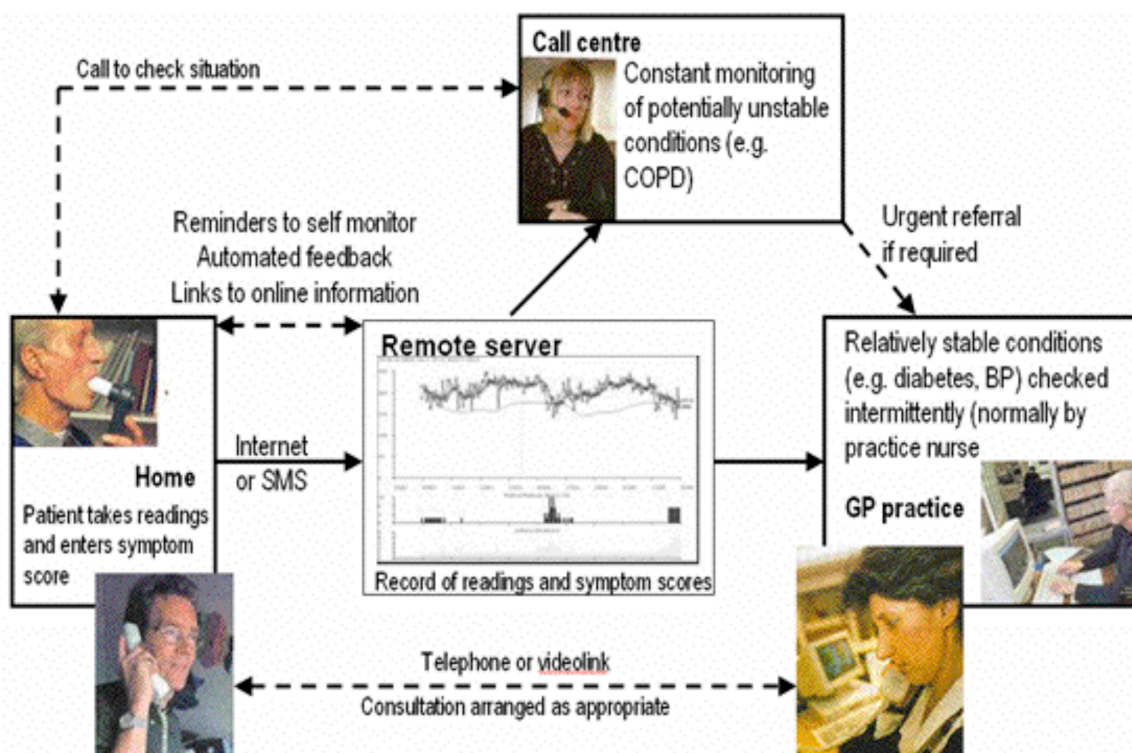 Call centre
Constant monitoring
of potentially unstable
conditions (e.g.
COPD)
Call to check situation
Reminders to self monitor
Automated feedback
Links to online information
Urgent referral
if required
Remote server
Record of readings and symptom scores
Internet
or SMS
Home
Patient takes readings
and enters symptom
score
Relatively stable conditions
(e.g. diabetes, BP) checked
intermittently (normally by
practice nurse
GP practice
Telephone or videolink
Consultation arranged as appropriate